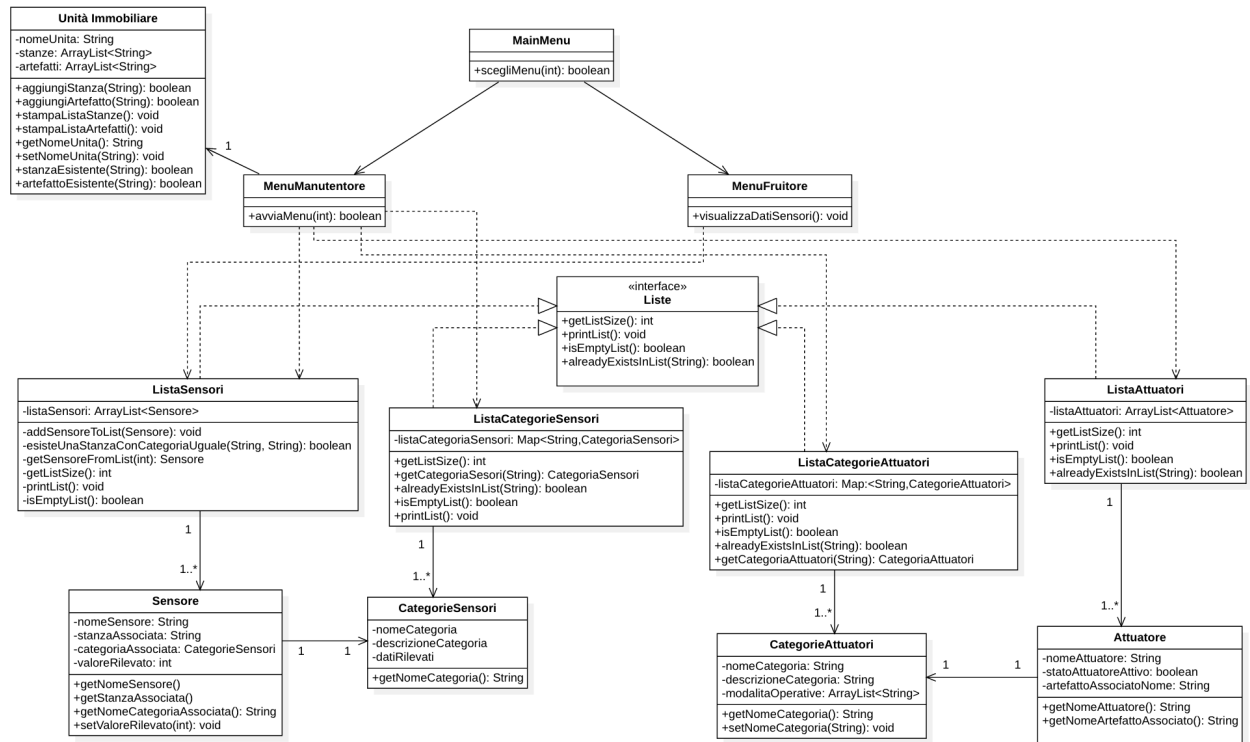 Unità Immobiliare
-nomeUnita: String
-stanze: ArrayList<String>
-artefatti: ArrayList<String>
+aggiungiStanza(String): boolean
+aggiungiArtefatto(String): boolean
+stampaListaStanze(): void
+stampaListaArtefatti(): void
+getNomeUnita(): String
+setNomeUnita(String): void
+stanzaEsistente(String): boolean
+artefattoEsistente(String): boolean
MainMenu
+scegliMenu(int): boolean
1
MenuManutentore
+avviaMenu(int): boolean
MenuFruitore
+visualizzaDatiSensori(): void
«interface»
Liste
+getListSize(): int
+printList(): void
+isEmptyList(): boolean
+alreadyExistsInList(String): boolean
ListaSensori
-listaSensori: ArrayList<Sensore>
-addSensoreToList(Sensore): void
-esisteUnaStanzaConCategoriaUguale(String, String): boolean
-getSensoreFromList(int): Sensore
-getListSize(): int
-printList(): void
-isEmptyList(): boolean
ListaCategorieSensori
-listaCategoriaSensori: Map<String,CategoriaSensori>
+getListSize(): int
+getCategoriaSesori(String): CategoriaSensori
+alreadyExistsInList(String): boolean
+isEmptyList(): boolean
+printList(): void
ListaCategorieAttuatori
-listaCategorieAttuatori: Map:<String,CategorieAttuatori>
+getListSize(): int
+printList(): void
+isEmptyList(): boolean
+alreadyExistsInList(String): boolean
+getCategoriaAttuatori(String): CategoriaAttuatori
ListaAttuatori
-listaAttuatori: ArrayList<Attuatore>
+getListSize(): int
+printList(): void
+isEmptyList(): boolean
+alreadyExistsInList(String): boolean
1
1..*
1
1..*
1
1..*
1
1..*
Sensore
-nomeSensore: String
-stanzaAssociata: String
-categoriaAssociata: CategorieSensori
-valoreRilevato: int
+getNomeSensore()
+getStanzaAssociata()
+getNomeCategoriaAssociata(): String
+setValoreRilevato(int): void
1
1
CategorieSensori
-nomeCategoria
-descrizioneCategoria
-datiRilevati
+getNomeCategoria(): String
CategorieAttuatori
-nomeCategoria: String
-descrizioneCategoria: String
-modalitaOperative: ArrayList<String>
+getNomeCategoria(): String
+setNomeCategoria(String): void
1
1
Attuatore
-nomeAttuatore: String
-statoAttuatoreAttivo: boolean
-artefattoAssociatoNome: String
+getNomeAttuatore(): String
+getNomeArtefattoAssociato(): String